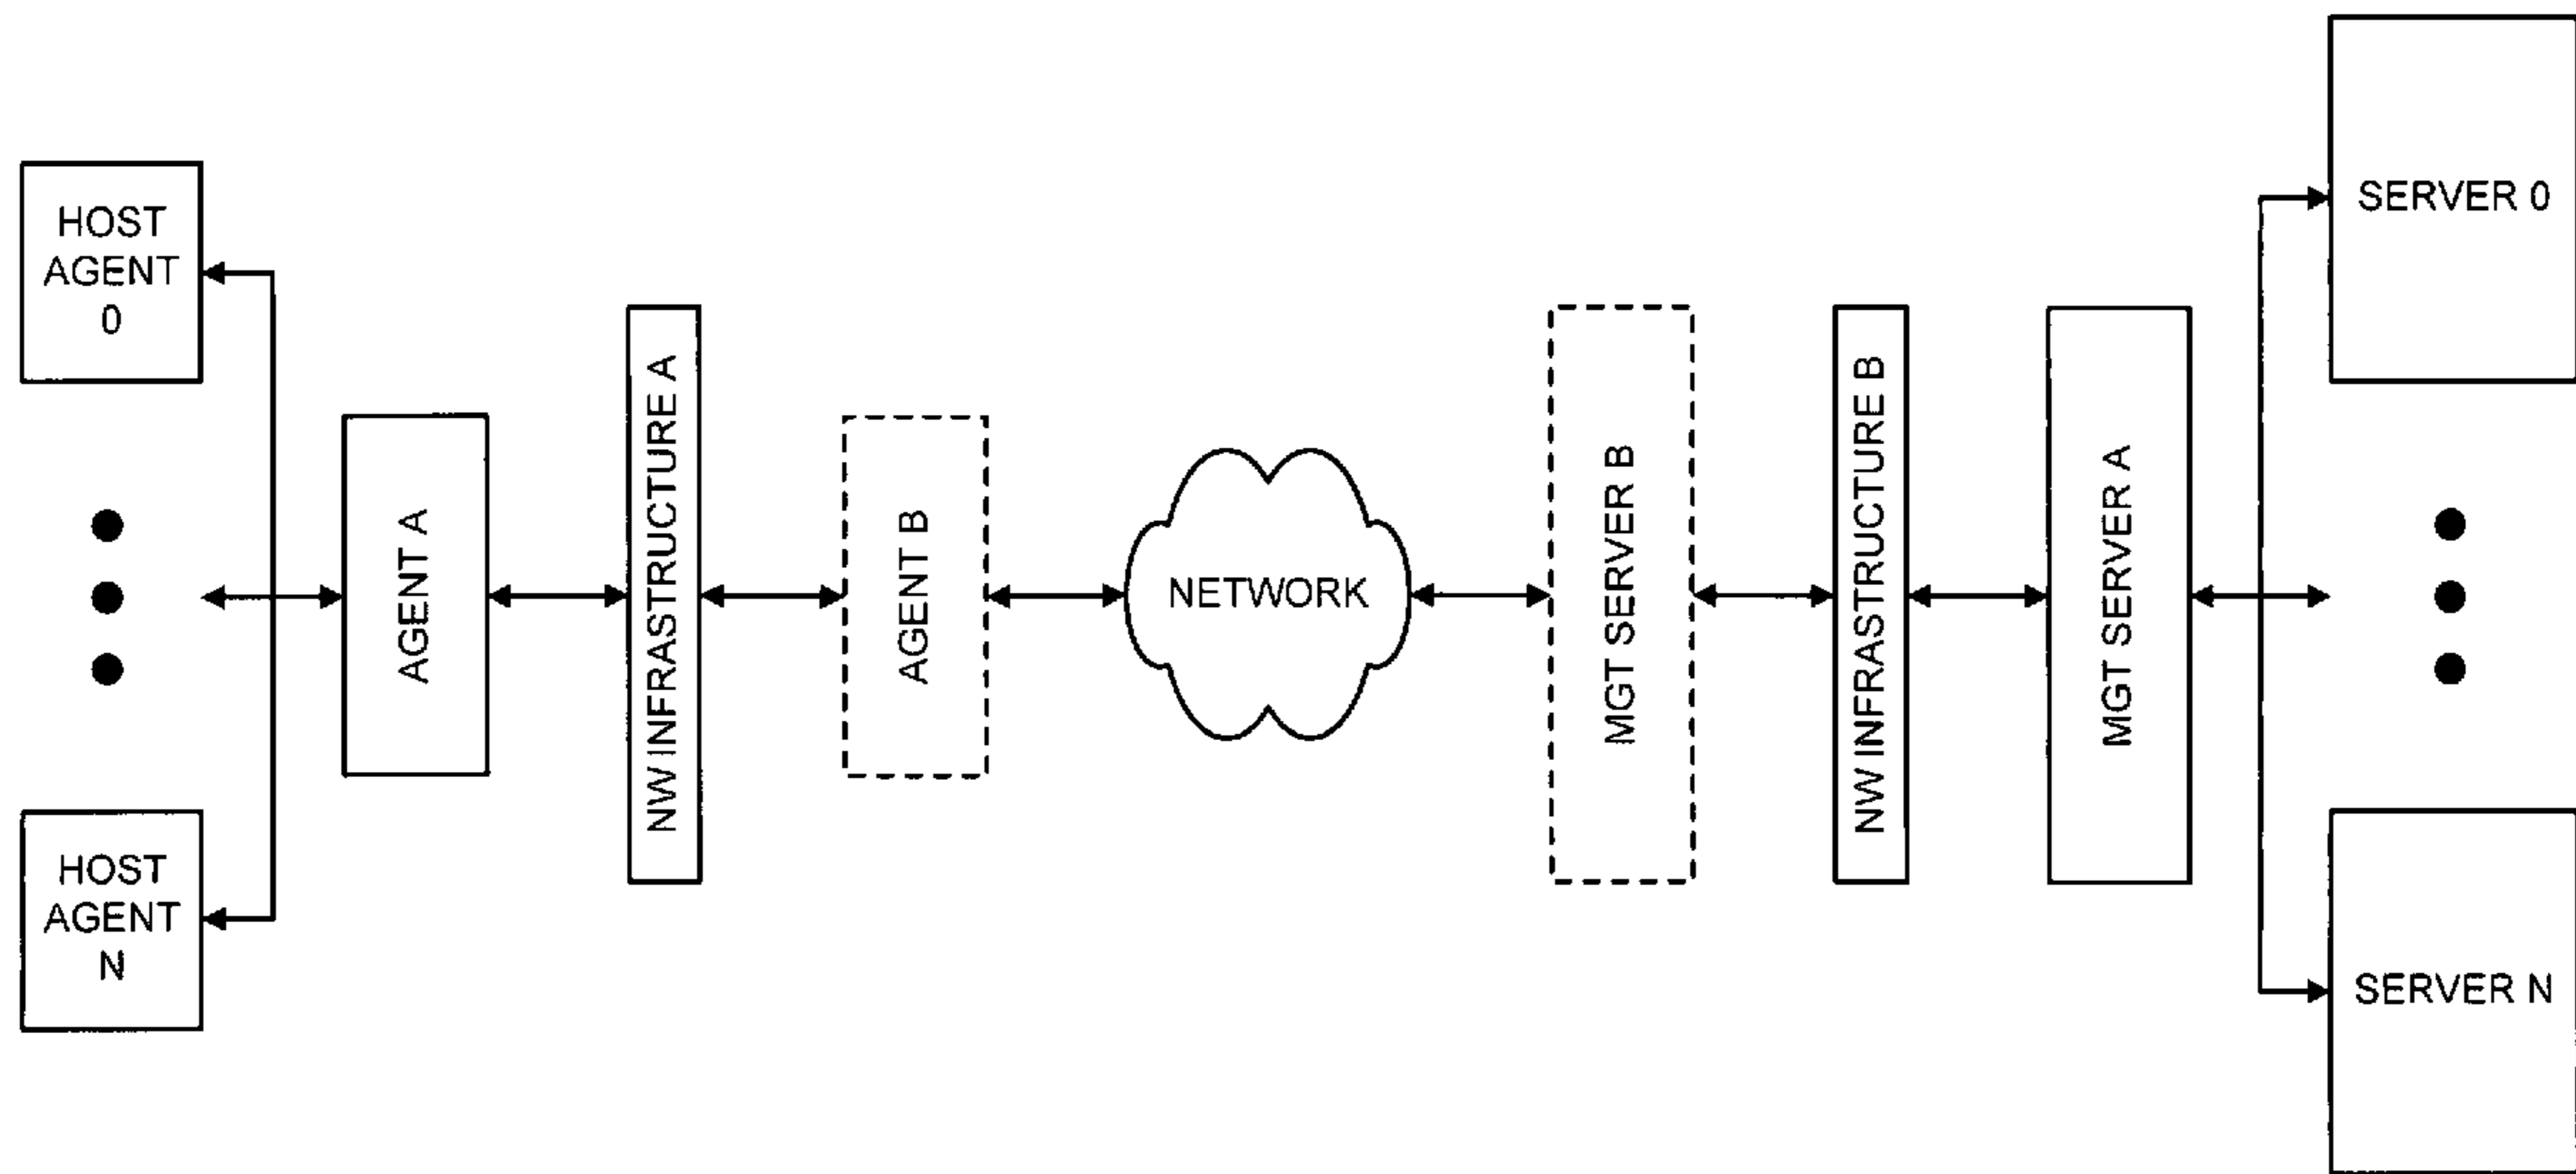 HOST
AGENT
0
HOST
AGENT
N
AGENT A
NW INFRASTRUCTURE A
AGENT B
NETWORK
MGT SERVER B
NW INFRASTRUCTURE B
MGT SERVER A
SERVER 0
SERVER N